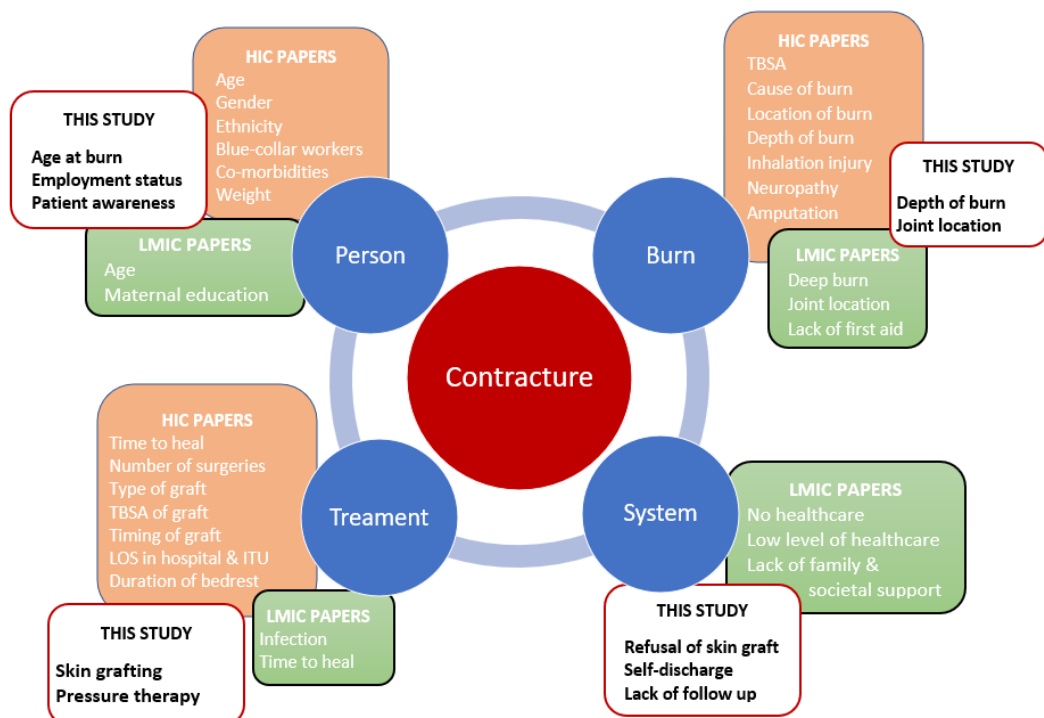 HIC PAPERS
Age
Gender
Ethnicity
Blue-collar workers
Co-morbidities
Weight
THIS STUDY
Age at burn
Employment status
Patient awareness
LMIC PAPERS
Age
Maternal education
Person
HIC PAPERS
TBSA
Cause of burn
Location of burn
Depth of burn
Inhalation injury
Neuropathy
Amputation
THIS STUDY
Depth of burn
Joint location
LMIC PAPERS
Deep burn
Joint location
Lack of first aid
Burn
Contracture
HIC PAPERS
Time to heal
Number of surgeries
Type of graft
TBSA of graft
Timing of graft
LOS in hospital & ITU
Duration of bedrest
Treament
LMIC PAPERS
Infection
Time to heal
THIS STUDY
Skin grafting
Pressure therapy
System
LMIC PAPERS
No healthcare
Low level of healthcare
Lack of family &
societal support
THIS STUDY
Refusal of skin graft
Self-discharge
Lack of follow up